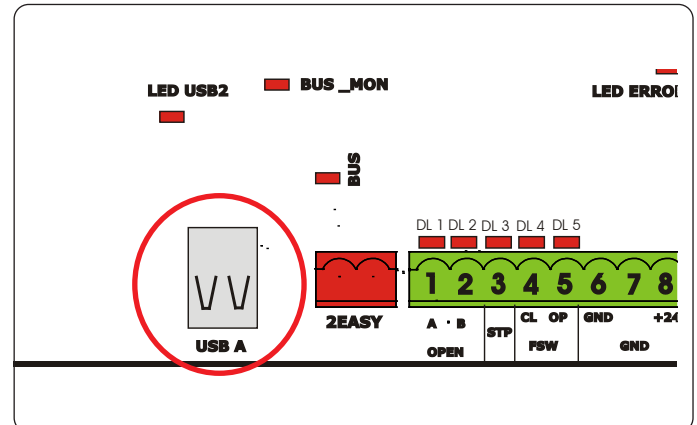 LED USB2
BUS _MON
LED ERRO
BUS
DL 1 DL 2 DL 3 DL 4 DL 5
1 2 3 4 5 6 7 8
2EASY
A B
STP
CL OP
GND
+24
USB A
OPEN
FSW
GND